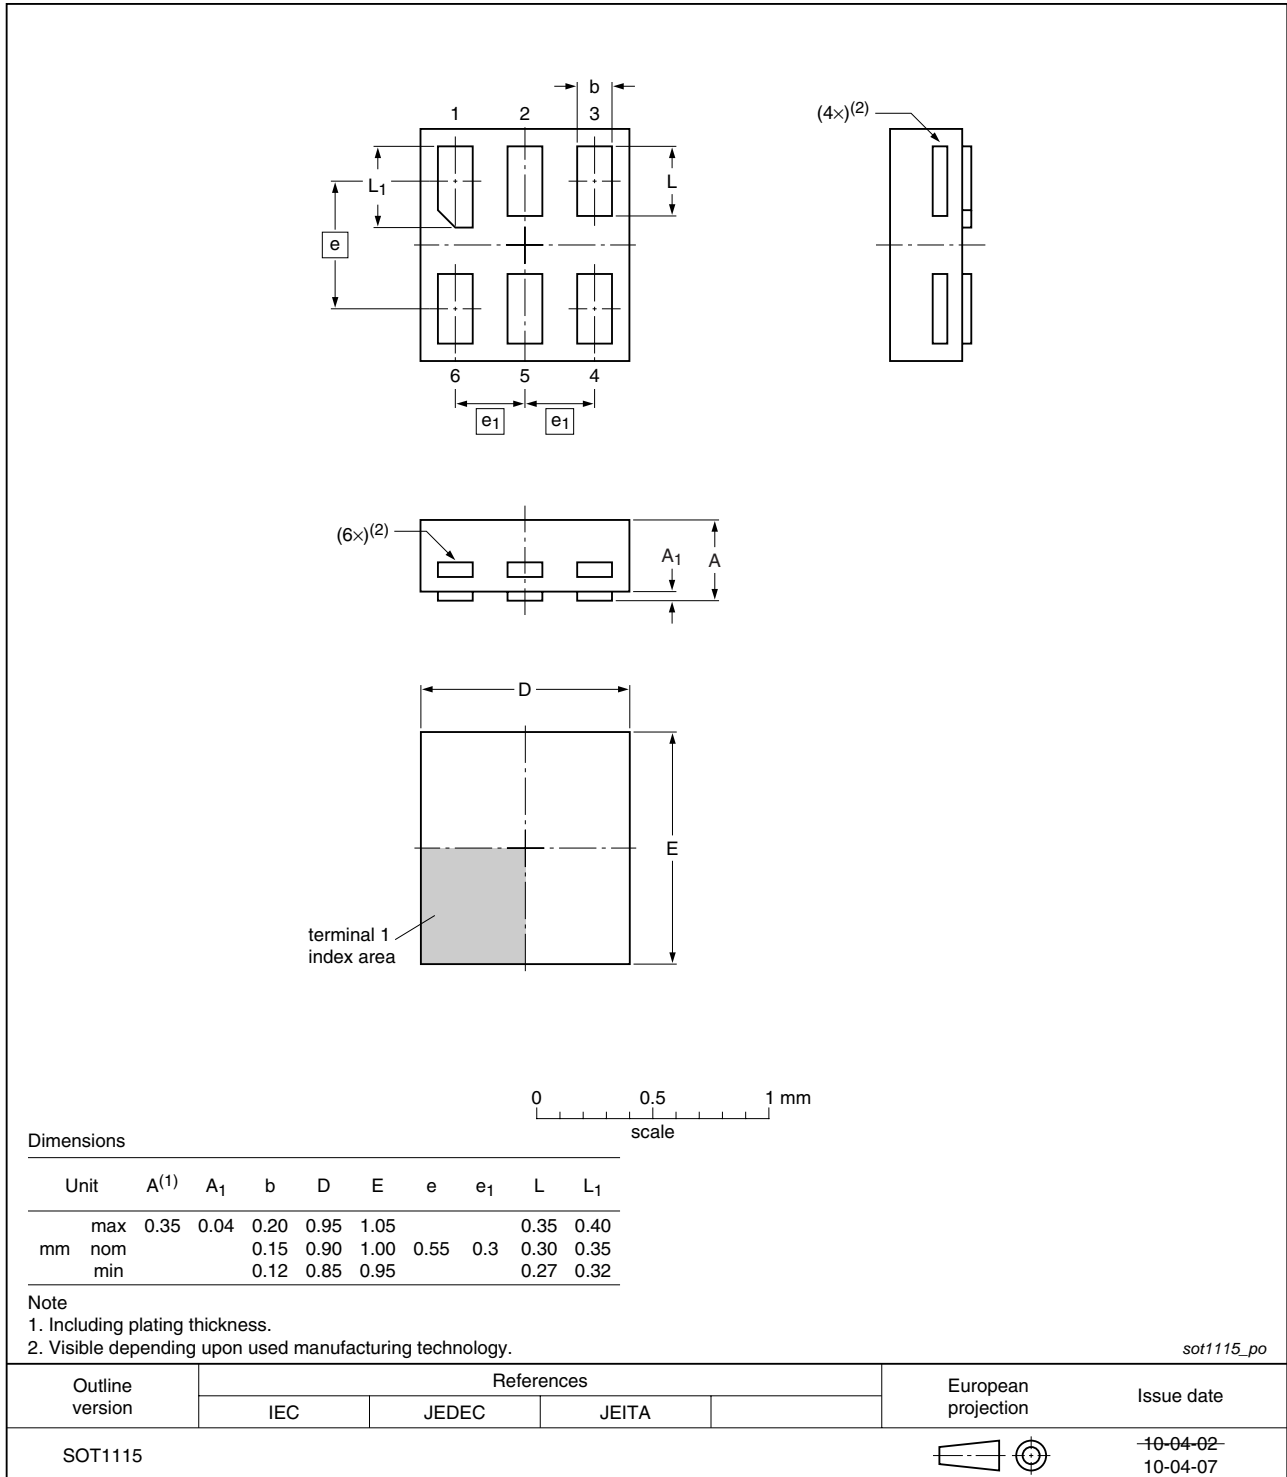 b
1 2 3
(4×)(2)
L1
L
e
6 5 4
e1 e1
(6×)(2)
A1 A
D
E
terminal 1
index area
0 0.5 1 mm
scale
Dimensions
Unit A(1) A1 b D E e e1 L L1
max 0.35 0.04 0.20 0.95 1.05 0.35 0.40
mm nom 0.15 0.90 1.00 0.55 0.3 0.30 0.35
min 0.12 0.85 0.95 0.27 0.32
Note
1. Including plating thickness.
2. Visible depending upon used manufacturing technology.
sot1115_po
Outline
version
References
IEC JEDEC JEITA
European
projection
Issue date
SOT1115
10-04-02
10-04-07